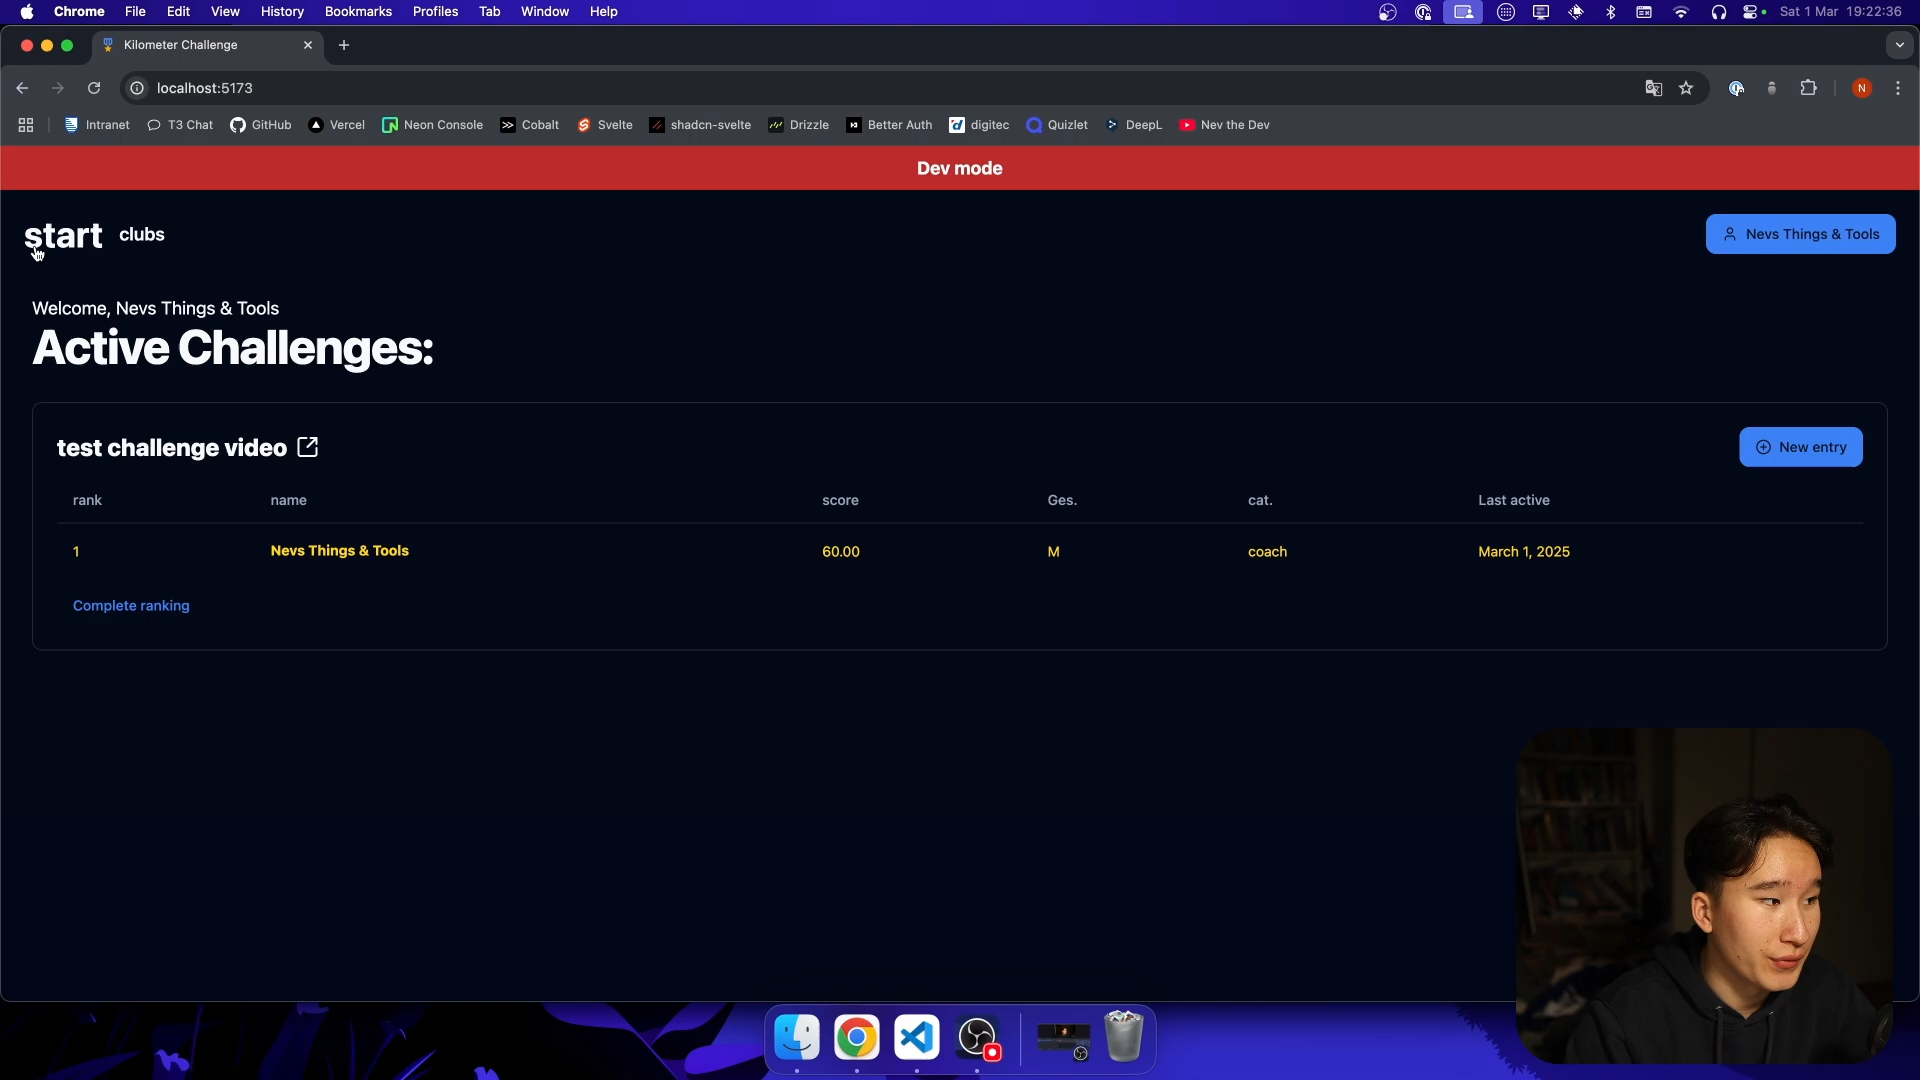 Chrome File Edit View History Bookmarks Profiles Tab Window Help Sat 1 Mar 19:22:36
Kilometer Challenge
localhost:5173 N
Intranet T3 Chat GitHub Vercel Neon Console Cobalt Svelte shadcn-svelte Drizzle Better Auth digitec Quizlet DeepL Nev the Dev
Dev mode
start clubs Nevs Things & Tools
Welcome, Nevs Things & Tools
Active Challenges:
test challenge video New entry
rank name score Ges. cat. Last active
1 Nevs Things & Tools 60.00 M coach March 1, 2025
Complete ranking